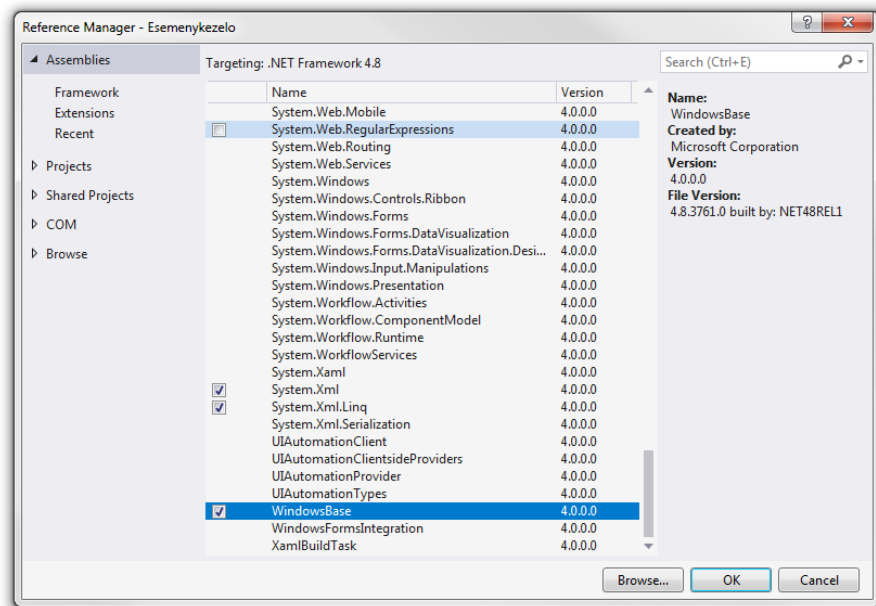 Reference Manager - Esemenykezelo
Assemblies
Framework
Extensions
Recent
Projects
Shared Projects
COM
Browse
Targeting: .NET Framework 4.8
Name Version
System.Web.Mobile 4.0.0.0
System.Web.RegularExpressions 4.0.0.0
System.Web.Routing 4.0.0.0
System.Web.Services 4.0.0.0
System.Windows 4.0.0.0
System.Windows.Controls.Ribbon 4.0.0.0
System.Windows.Forms 4.0.0.0
System.Windows.Forms.DataVisualization 4.0.0.0
System.Windows.Forms.DataVisualization.Desi... 4.0.0.0
System.Windows.Input.Manipulations 4.0.0.0
System.Windows.Presentation 4.0.0.0
System.Workflow.Activities 4.0.0.0
System.Workflow.ComponentModel 4.0.0.0
System.Workflow.Runtime 4.0.0.0
System.WorkflowServices 4.0.0.0
System.Xaml 4.0.0.0
System.Xml 4.0.0.0
System.Xml.Linq 4.0.0.0
System.Xml.Serialization 4.0.0.0
UIAutomationClient 4.0.0.0
UIAutomationClientsideProviders 4.0.0.0
UIAutomationProvider 4.0.0.0
UIAutomationTypes 4.0.0.0
WindowsBase 4.0.0.0
WindowsFormsIntegration 4.0.0.0
XamlBuildTask 4.0.0.0
Search (Ctrl+E)
Name:
WindowsBase
Created by:
Microsoft Corporation
Version:
4.0.0.0
File Version:
4.8.3761.0 built by: NET48REL1
Browse... OK Cancel